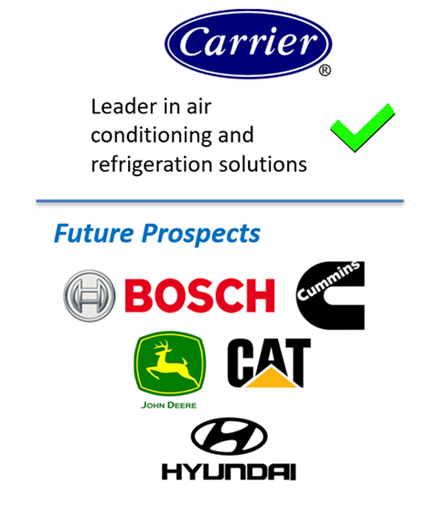 Carrier
®
Leader in air
conditioning and
refrigeration solutions
Future Prospects
BOSCH
Cummins
JOHN DEERE
CAT
HYUNDAI